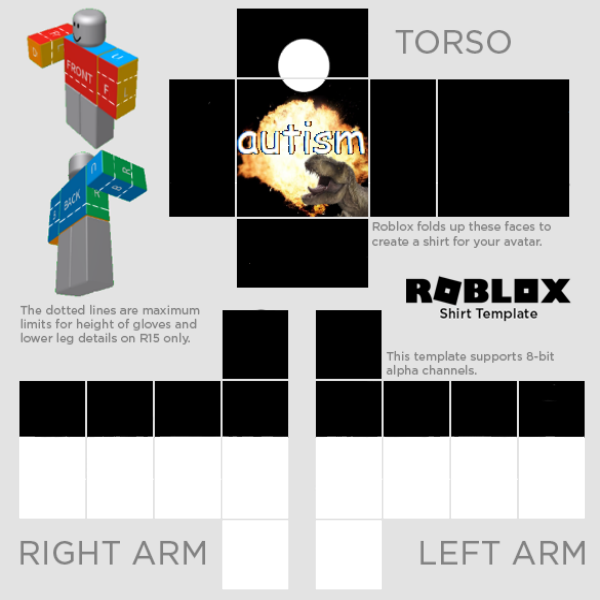 TORSO
FRONT
F
autism
BACK
Roblox folds up these faces to
create a shirt for your avatar.
ROBLOX
Shirt Template
The dotted lines are maximum
limits for height of gloves and
lower leg details on R15 only.
This template supports 8-bit
alpha channels.
RIGHT ARM
LEFT ARM